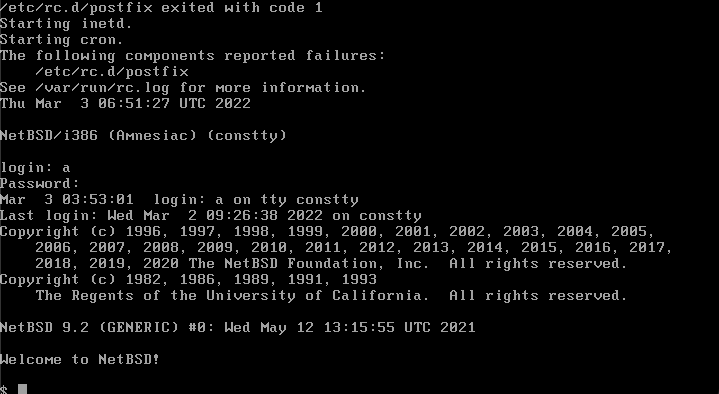 /etc/rc.d/postfix exited with code 1
Starting inetd.
Starting cron.
The following components reported failures:
    /etc/rc.d/postfix
See /var/run/rc.log for more information.
Thu Mar  3 06:51:27 UTC 2022

NetBSD/i386 (Amnesiac) (constty)

login: a
Password:
Mar  3 03:53:01  login: a on tty constty
Last login: Wed Mar  2 09:26:38 2022 on constty
Copyright (c) 1996, 1997, 1998, 1999, 2000, 2001, 2002, 2003, 2004, 2005,
    2006, 2007, 2008, 2009, 2010, 2011, 2012, 2013, 2014, 2015, 2016, 2017,
    2018, 2019, 2020 The NetBSD Foundation, Inc.  All rights reserved.
Copyright (c) 1982, 1986, 1989, 1991, 1993
    The Regents of the University of California.  All rights reserved.

NetBSD 9.2 (GENERIC) #0: Wed May 12 13:15:55 UTC 2021

Welcome to NetBSD!

$